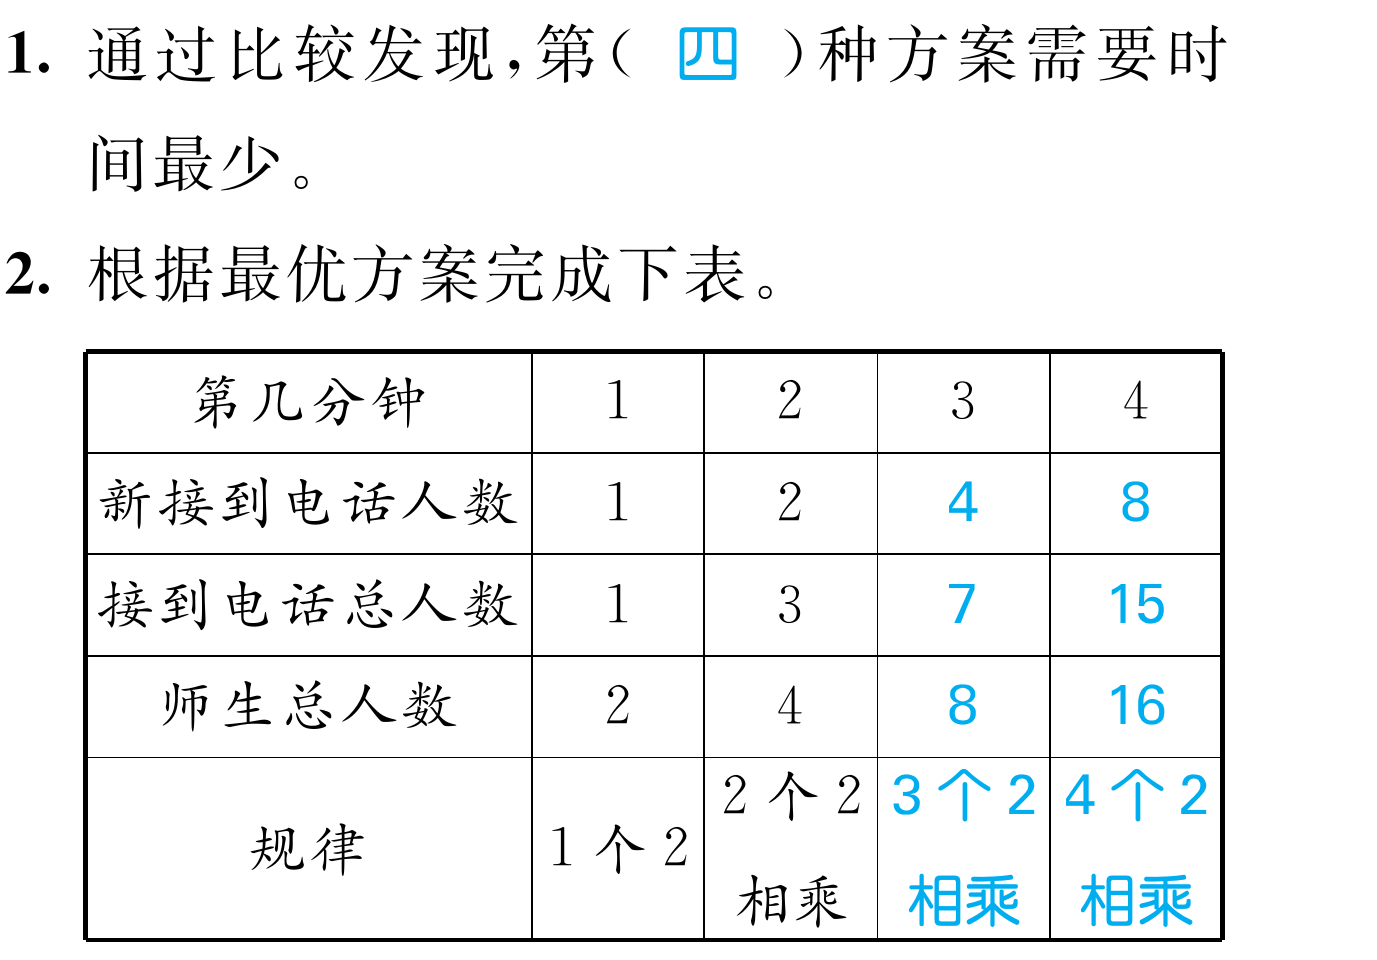 1. 通过比较发现,第( 四 )种方案需要时
间最少。
2. 根据最优方案完成下表。
第几分钟 1 2 3 4
新接到电话人数 1 2 4 8
接到电话总人数 1 3 7 15
师生总人数 2 4 8 16
规律 1个2 2个2相乘 3个2相乘 4个2相乘